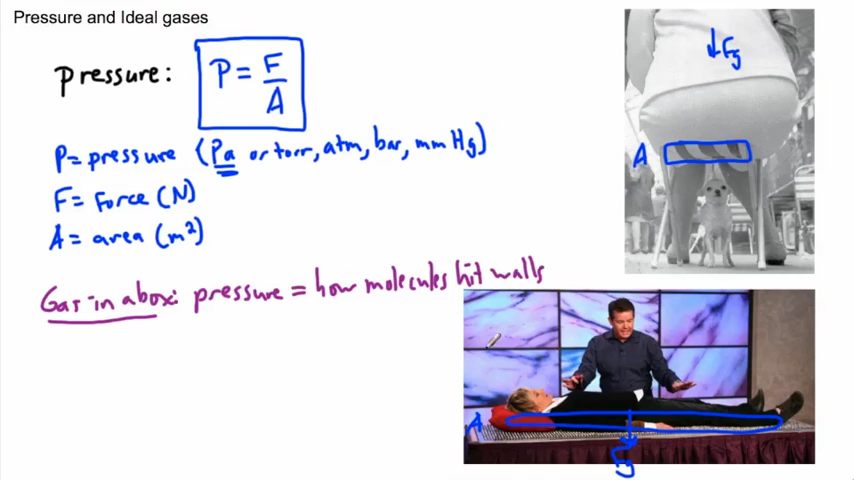 Pressure and Ideal gases
Pressure: P = F/A
P = pressure (Pa or torr, atm, bar, mm Hg)
F = Force (N)
A = area (m²)
Gas in a box: pressure = how molecules hit walls
Fg
A
A
Fg